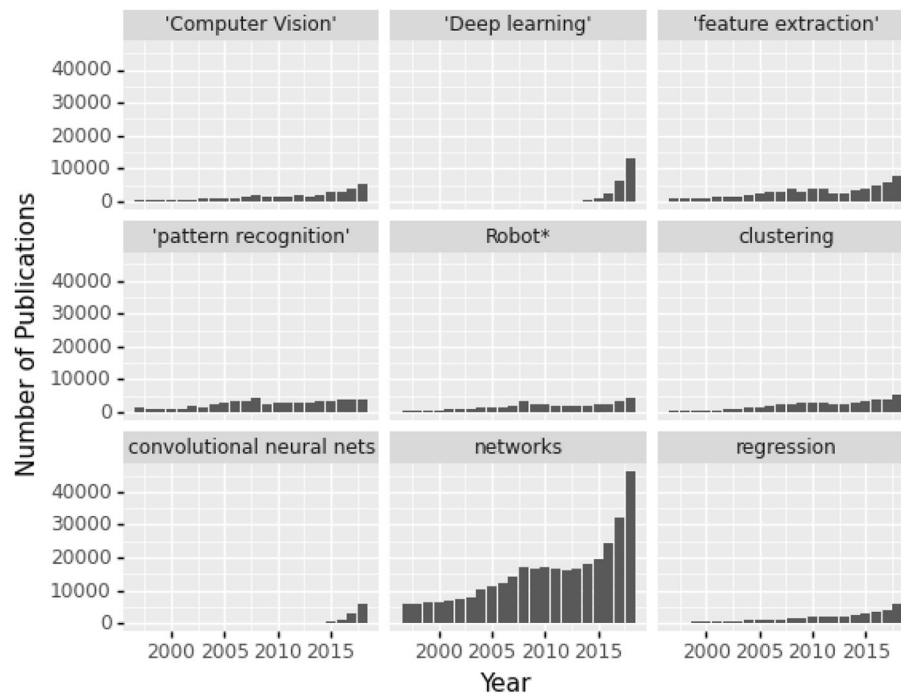 'Computer Vision'
'Deep learning'
'feature extraction'
40000
30000
20000
10000
0
'pattern recognition'
Robot*
clustering
40000
30000
20000
10000
0
convolutional neural nets
networks
regression
40000
30000
20000
10000
0
2000 2005 2010 2015
2000 2005 2010 2015
2000 2005 2010 2015
Year
Number of Publications